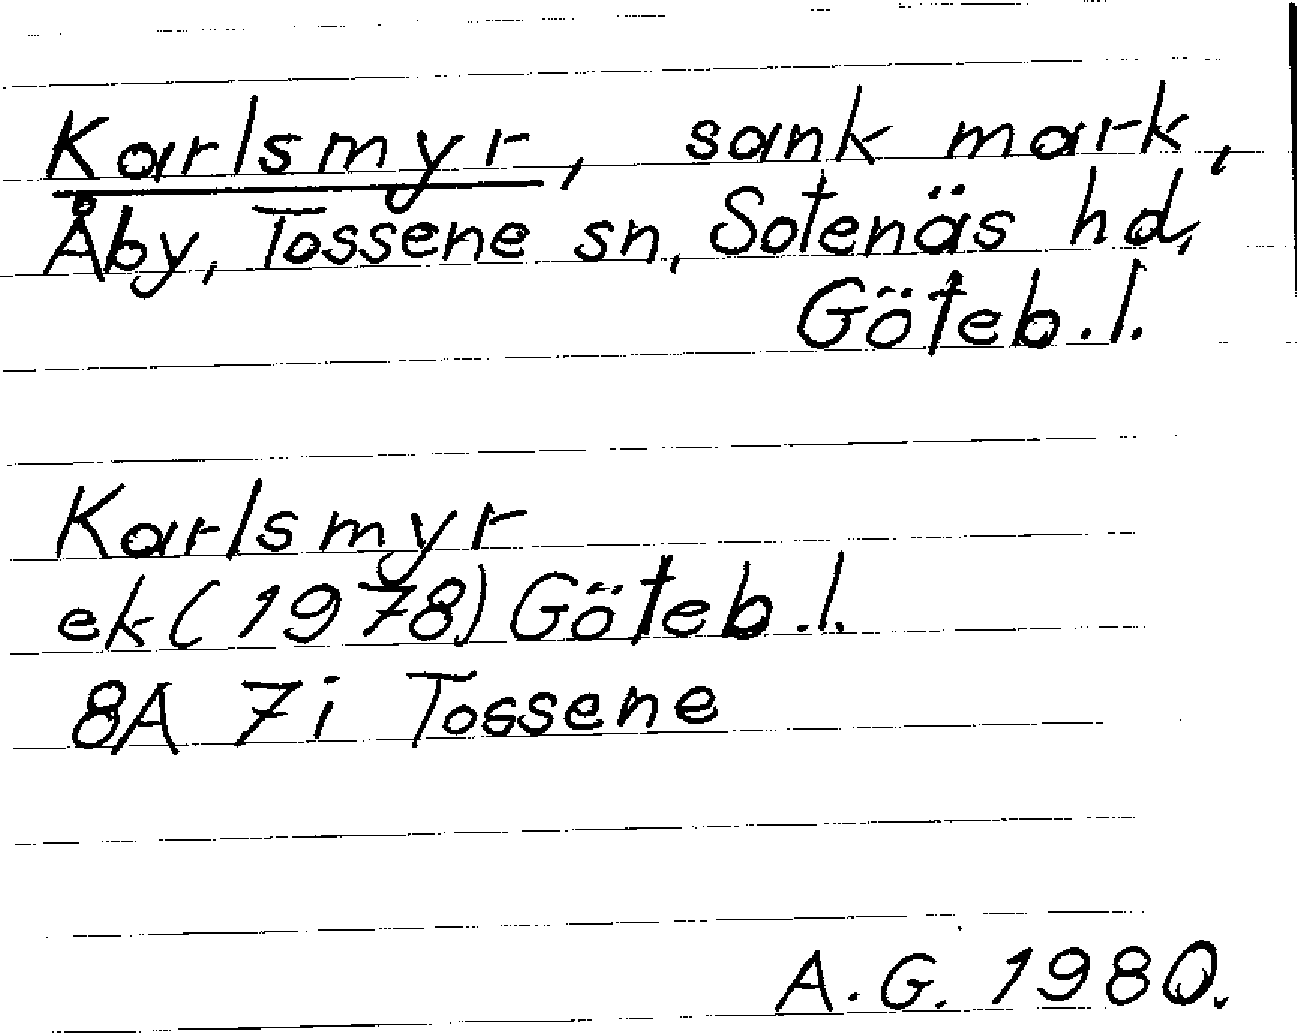 Karlsmyr, sank mark,
Åby, Tossene sn, Sotenäs hd,
Göteb.l.
Karlsmyr
ek (1978) Göteb.l.
8A 7i Tossene
A.G. 1980.